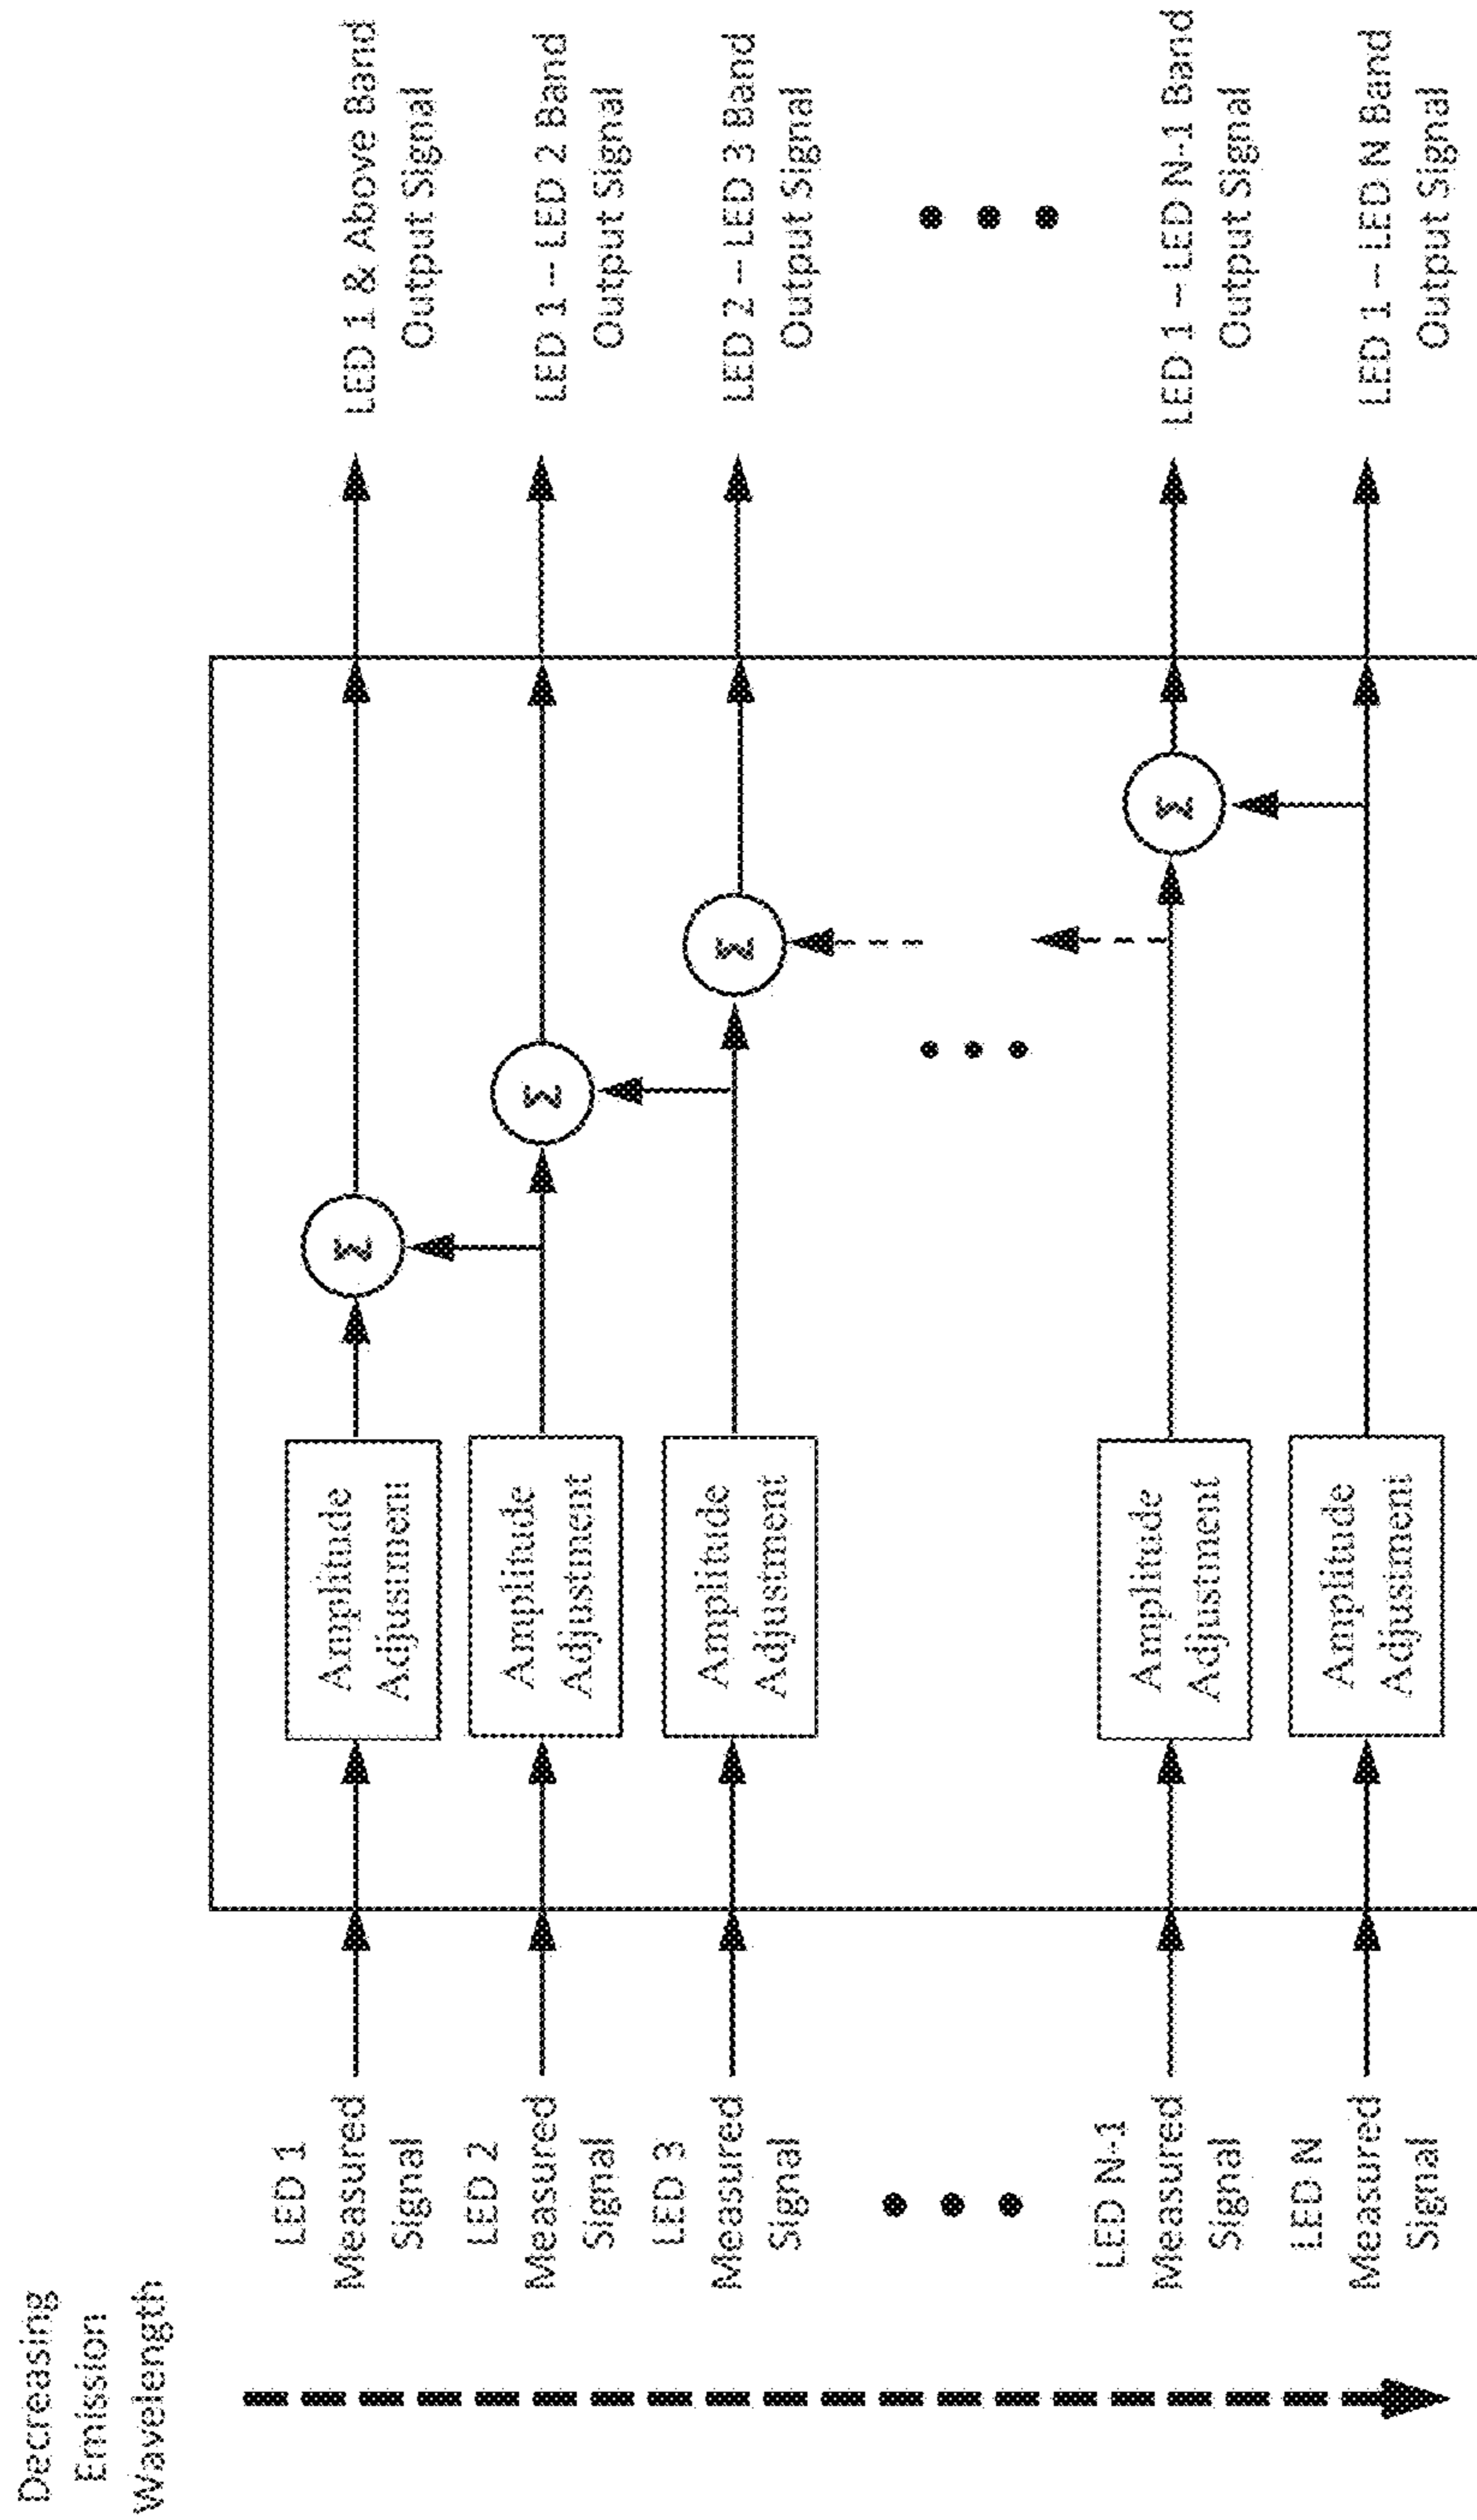 Decreasing
Emission
Wavelength
LED 1
Measured
Signal
Amplitude
Adjustment
Σ
LED 1 & Above Band
Output Signal
LED 2
Measured
Signal
Amplitude
Adjustment
Σ
LED 1 – LED 2 Band
Output Signal
LED 3
Measured
Signal
Amplitude
Adjustment
Σ
LED 2 – LED 3 Band
Output Signal
LED N-1
Measured
Signal
Amplitude
Adjustment
Σ
LED 1 – LED N-1 Band
Output Signal
LED N
Measured
Signal
Amplitude
Adjustment
LED 1 – LED N Band
Output Signal